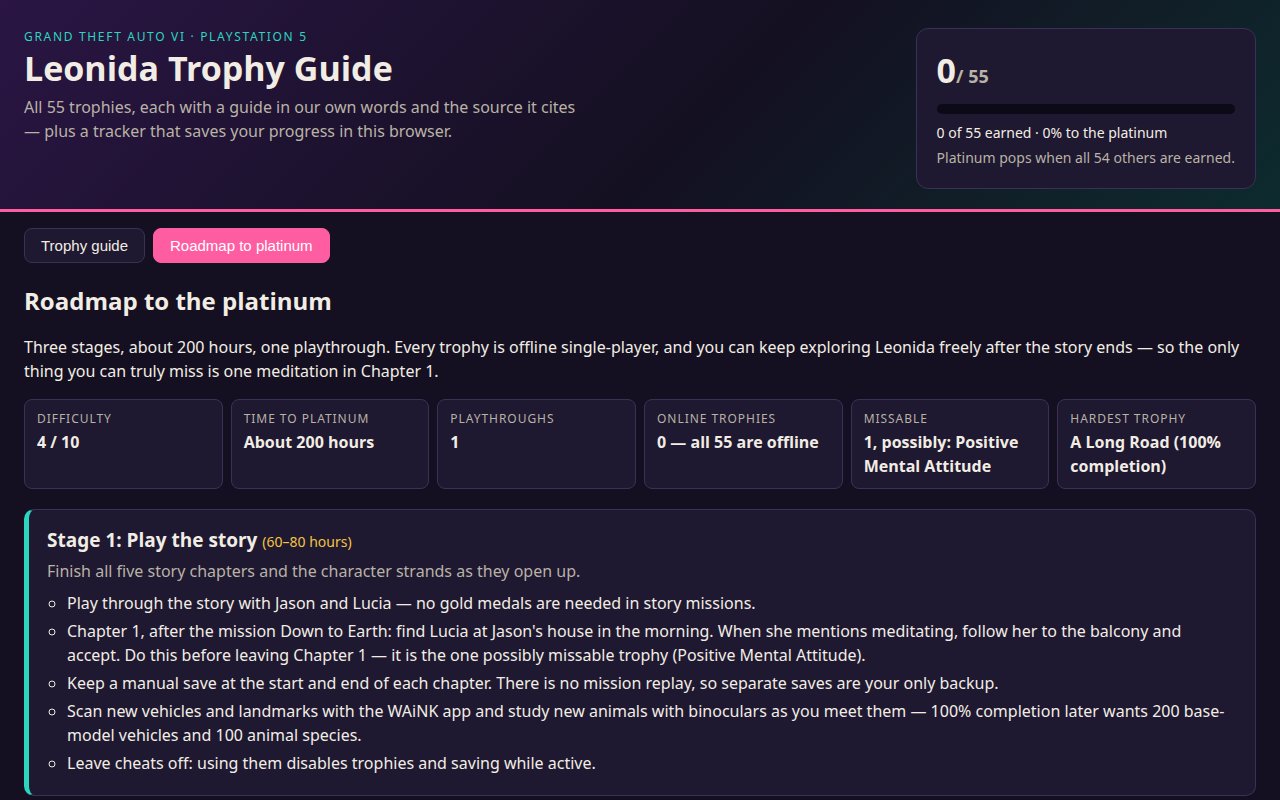 GRAND THEFT AUTO VI · PLAYSTATION 5
Leonida Trophy Guide
All 55 trophies, each with a guide in our own words and the source it cites
— plus a tracker that saves your progress in this browser.
0/ 55
0 of 55 earned · 0% to the platinum
Platinum pops when all 54 others are earned.
Trophy guide
Roadmap to platinum
Roadmap to the platinum
Three stages, about 200 hours, one playthrough. Every trophy is offline single-player, and you can keep exploring Leonida freely after the story ends — so the only
thing you can truly miss is one meditation in Chapter 1.
DIFFICULTY
4 / 10
TIME TO PLATINUM
About 200 hours
PLAYTHROUGHS
1
ONLINE TROPHIES
0 — all 55 are offline
MISSABLE
1, possibly: Positive
Mental Attitude
HARDEST TROPHY
A Long Road (100%
completion)
Stage 1: Play the story (60–80 hours)
Finish all five story chapters and the character strands as they open up.
Play through the story with Jason and Lucia — no gold medals are needed in story missions.
Chapter 1, after the mission Down to Earth: find Lucia at Jason's house in the morning. When she mentions meditating, follow her to the balcony and
accept. Do this before leaving Chapter 1 — it is the one possibly missable trophy (Positive Mental Attitude).
Keep a manual save at the start and end of each chapter. There is no mission replay, so separate saves are your only backup.
Scan new vehicles and landmarks with the WAiNK app and study new animals with binoculars as you meet them — 100% completion later wants 200 base-
model vehicles and 100 animal species.
Leave cheats off: using them disables trophies and saving while active.